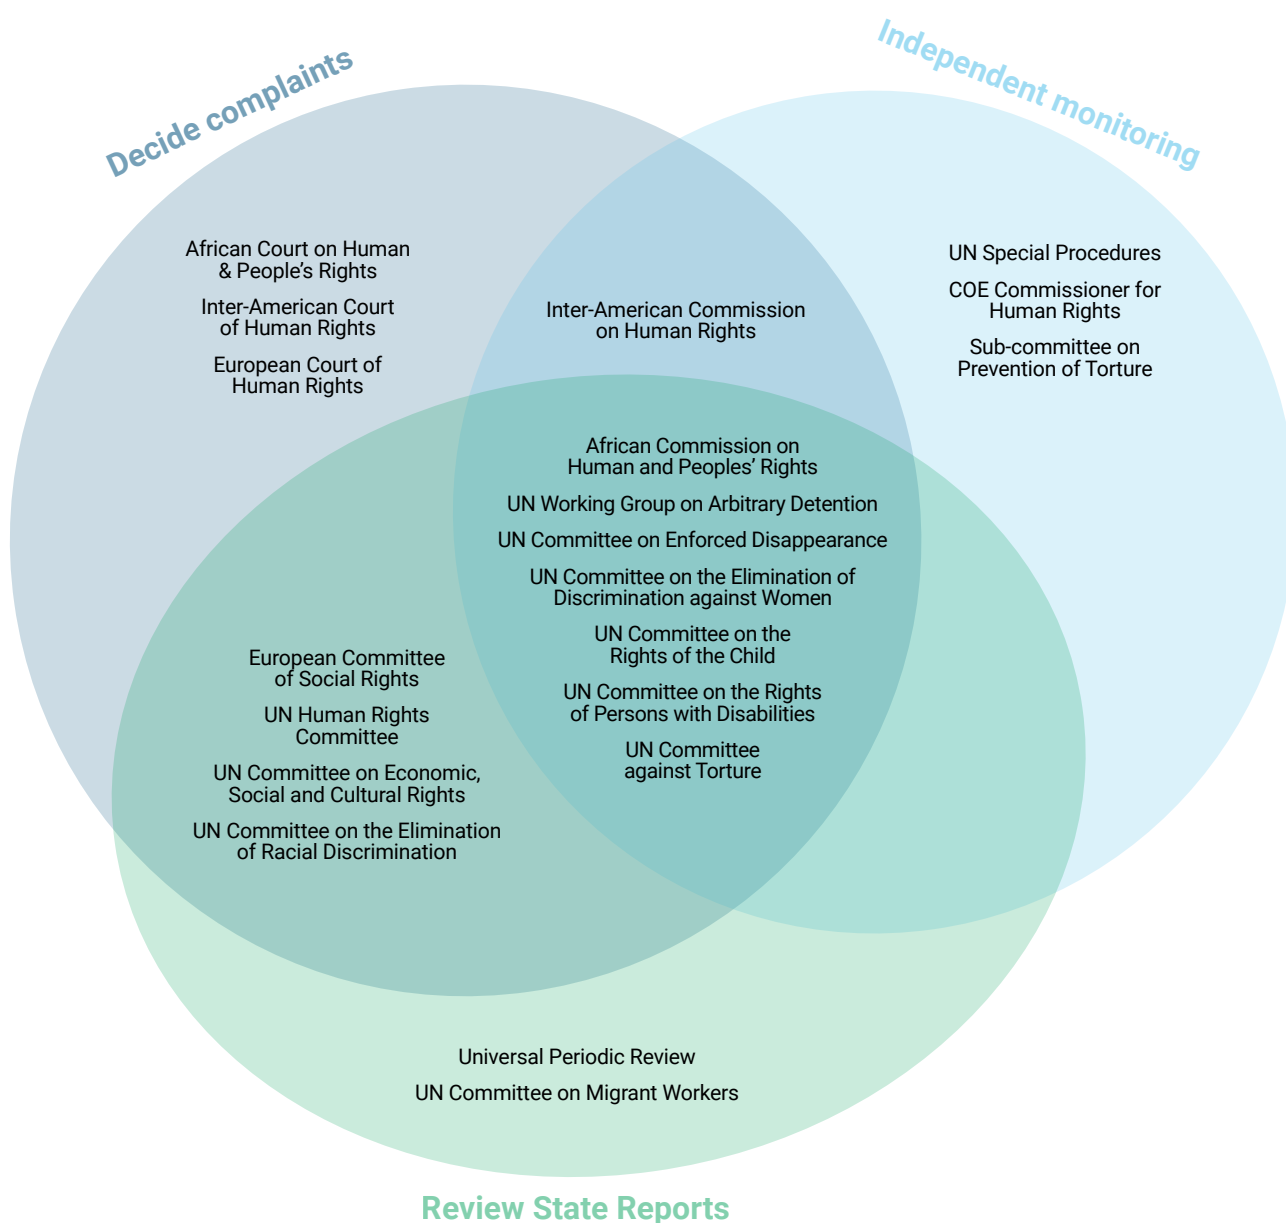 Decide complaints
Independent monitoring
African Court on Human
& People’s Rights
Inter-American Court
of Human Rights
European Court of
Human Rights
Inter-American Commission
on Human Rights
UN Special Procedures
COE Commissioner for
Human Rights
Sub-committee on
Prevention of Torture
African Commission on
Human and Peoples’ Rights
UN Working Group on Arbitrary Detention
UN Committee on Enforced Disappearance
UN Committee on the Elimination of
Discrimination against Women
UN Committee on the
Rights of the Child
UN Committee on the Rights
of Persons with Disabilities
UN Committee
against Torture
European Committee
of Social Rights
UN Human Rights
Committee
UN Committee on Economic,
Social and Cultural Rights
UN Committee on the Elimination
of Racial Discrimination
Universal Periodic Review
UN Committee on Migrant Workers
Review State Reports